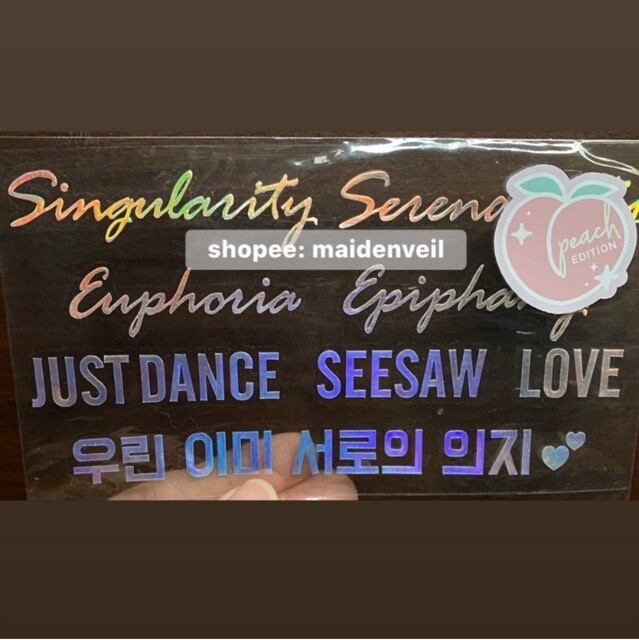 Singularity
shopee: maidenveil
peach
EDITION
Euphoria
JUST DANCE SEESAW LOVE
우린 이미 서로의 의지